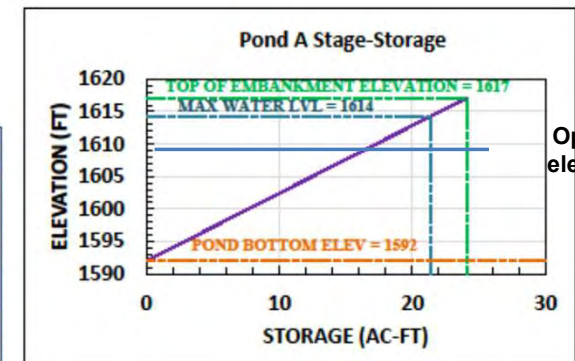 Pond A Stage-Storage
ELEVATION (FT)
1620
1615
1610
1605
1600
1595
1590
TOP OF EMBANKMENT ELEVATION = 1617
MAX WATER LVL = 1614
POND BOTTOM ELEV = 1592
0 10 20 30
STORAGE (AC-FT)
Op
ele